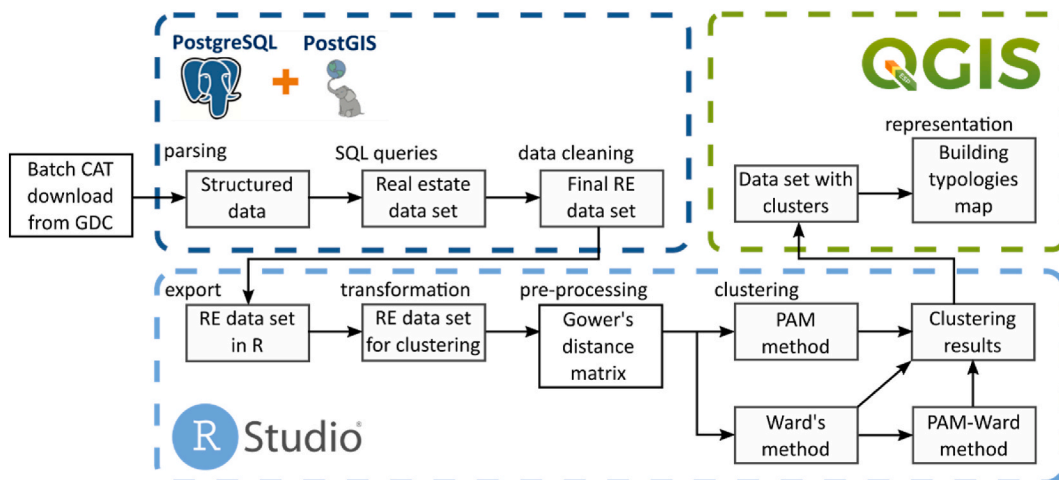 PostgreSQL
PostGIS
+
QGIS
ESP
parsing
SQL queries
data cleaning
representation
Batch CAT
download
from GDC
Structured
data
Real estate
data set
Final RE
data set
Data set with
clusters
Building
typologies
map
export
transformation
pre-processing
clustering
RE data set
in R
RE data set
for clustering
Gower's
distance
matrix
PAM
method
Clustering
results
Ward's
method
PAM-Ward
method
R Studio®